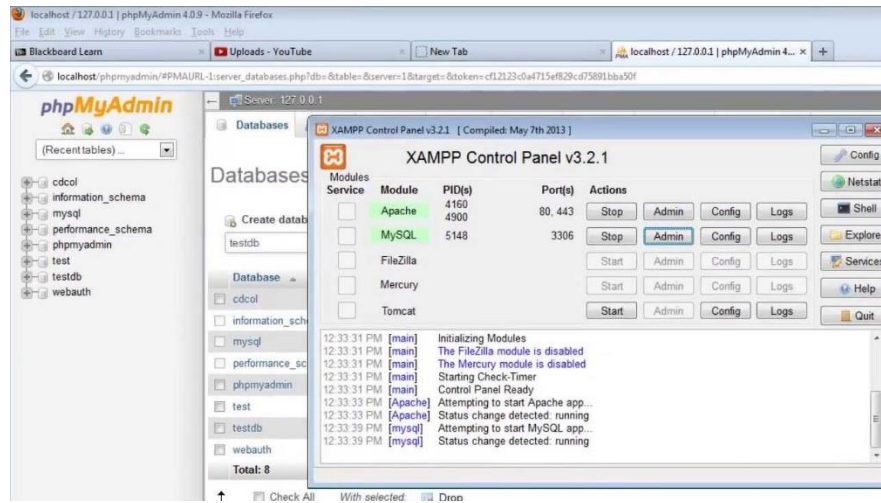 localhost / 127.0.0.1 | phpMyAdmin 4.0.9 - Mozilla Firefox
File Edit View History Bookmarks Tools Help
Blackboard Learn × Uploads - YouTube × New Tab × localhost / 127.0.0.1 | phpMyAdmin 4... × +
localhost/phpmyadmin/#PMAURL-1:server_databases.php?db=&table=&server=1&target=&token=cf12123c0a4715ef829cd75891bba50f
phpMyAdmin
(Recent tables) ...
cdcol
information_schema
mysql
performance_schema
phpmyadmin
test
testdb
webauth
Server: 127.0.0.1
Databases
Databases
Create datab
testdb
Database
cdcol
information_sch
mysql
performance_sc
phpmyadmin
test
testdb
webauth
Total: 8
Check All With selected: Drop
XAMPP Control Panel v3.2.1 [ Compiled: May 7th 2013 ]
XAMPP Control Panel v3.2.1
Modules
Service Module PID(s) Port(s) Actions
Apache 4160 4900 80, 443 Stop Admin Config Logs
MySQL 5148 3306 Stop Admin Config Logs
FileZilla Start Admin Config Logs
Mercury Start Admin Config Logs
Tomcat Start Admin Config Logs
Config
Netstat
Shell
Explore
Services
Help
Quit
12:33:31 PM [main] Initializing Modules
12:33:31 PM [main] The FileZilla module is disabled
12:33:31 PM [main] The Mercury module is disabled
12:33:31 PM [main] Starting Check-Timer
12:33:31 PM [main] Control Panel Ready
12:33:33 PM [Apache] Attempting to start Apache app...
12:33:33 PM [Apache] Status change detected: running
12:33:39 PM [mysql] Attempting to start MySQL app...
12:33:39 PM [mysql] Status change detected: running